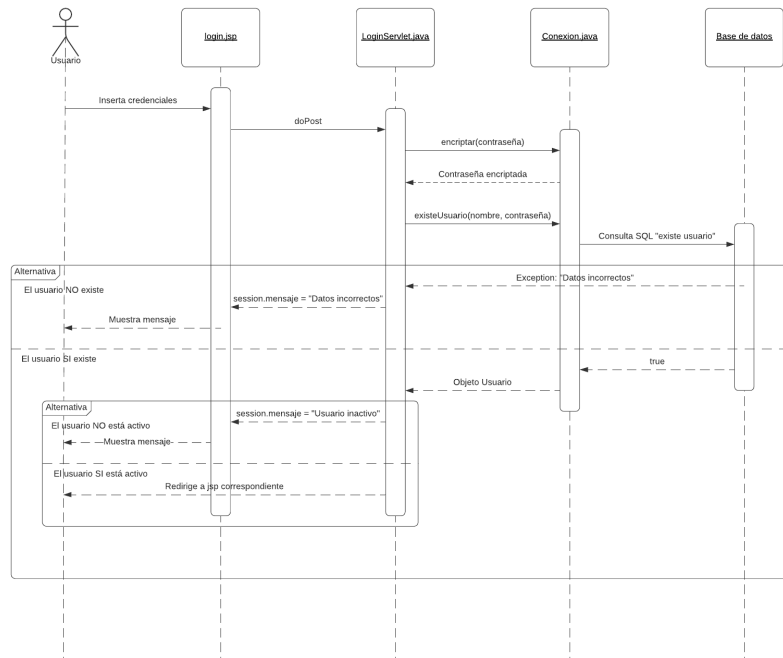 Usuario
login.jsp
LoginServlet.java
Conexion.java
Base de datos
Inserta credenciales
doPost
encriptar(contraseña)
Contraseña encriptada
existeUsuario(nombre, contraseña)
Consulta SQL "existe usuario"
Alternativa
Exception: "Datos incorrectos"
El usuario NO existe
session.mensaje = "Datos incorrectos"
Muestra mensaje
El usuario SI existe
true
Objeto Usuario
Alternativa
session.mensaje = "Usuario inactivo"
El usuario NO está activo
Muestra mensaje
El usuario SI está activo
Redirige a jsp correspondiente